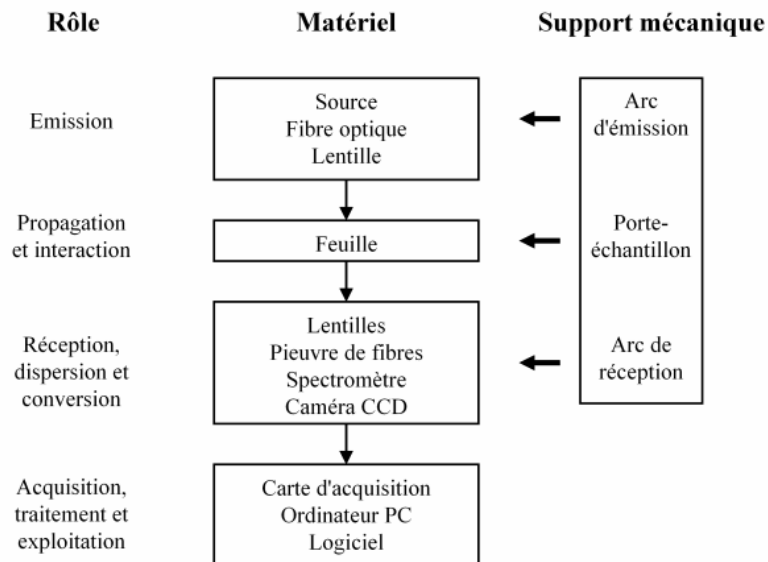 Rôle
Matériel
Support mécanique
Emission
Source
Fibre optique
Lentille
Arc
d'émission
Propagation
et interaction
Feuille
Porte-
échantillon
Réception,
dispersion et
conversion
Lentilles
Pieuvre de fibres
Spectromètre
Caméra CCD
Arc de
réception
Acquisition,
traitement et
exploitation
Carte d'acquisition
Ordinateur PC
Logiciel